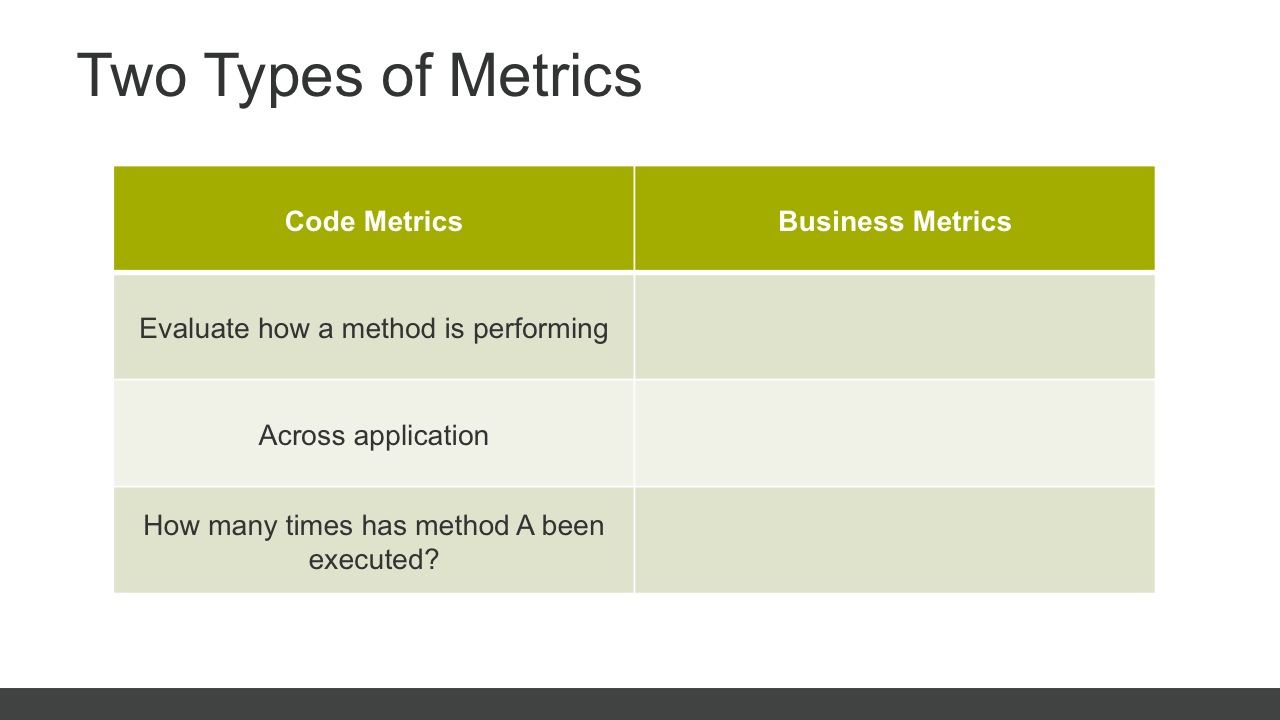 Two Types of Metrics
Code Metrics
Business Metrics
Evaluate how a method is performing
Across application
How many times has method A been
executed?